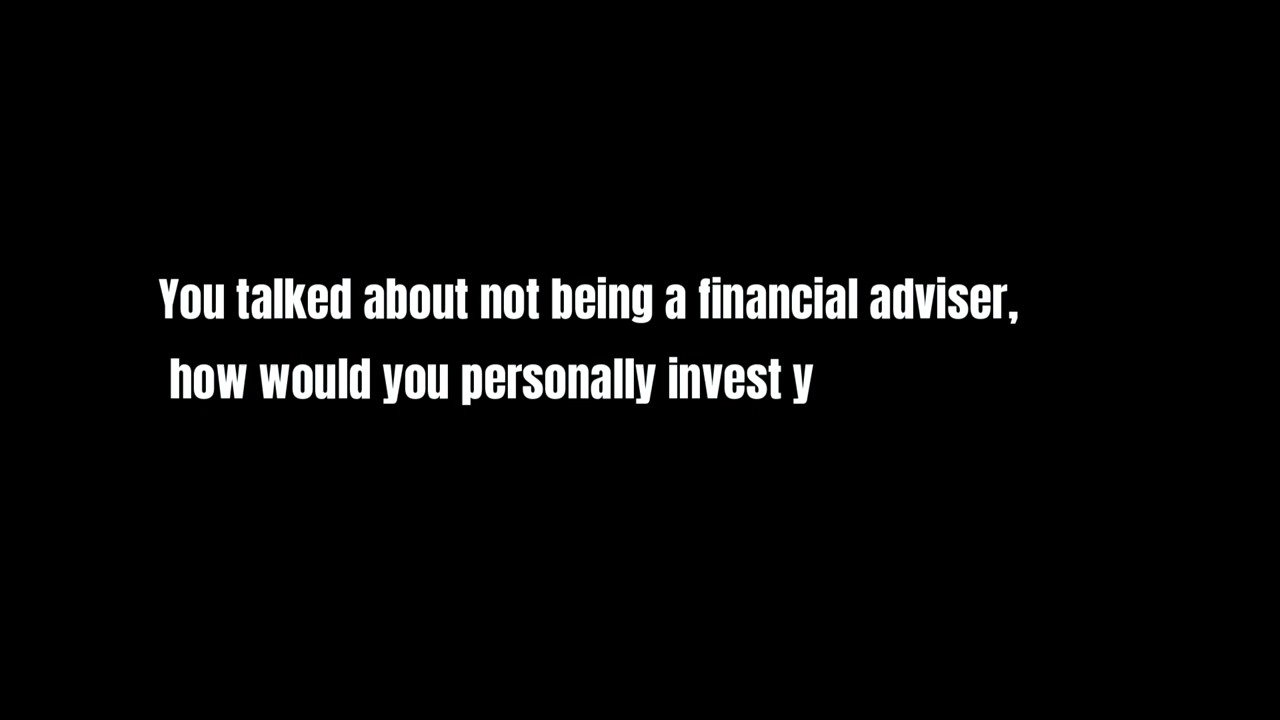 You talked about not being a financial adviser,
how would you personally invest y